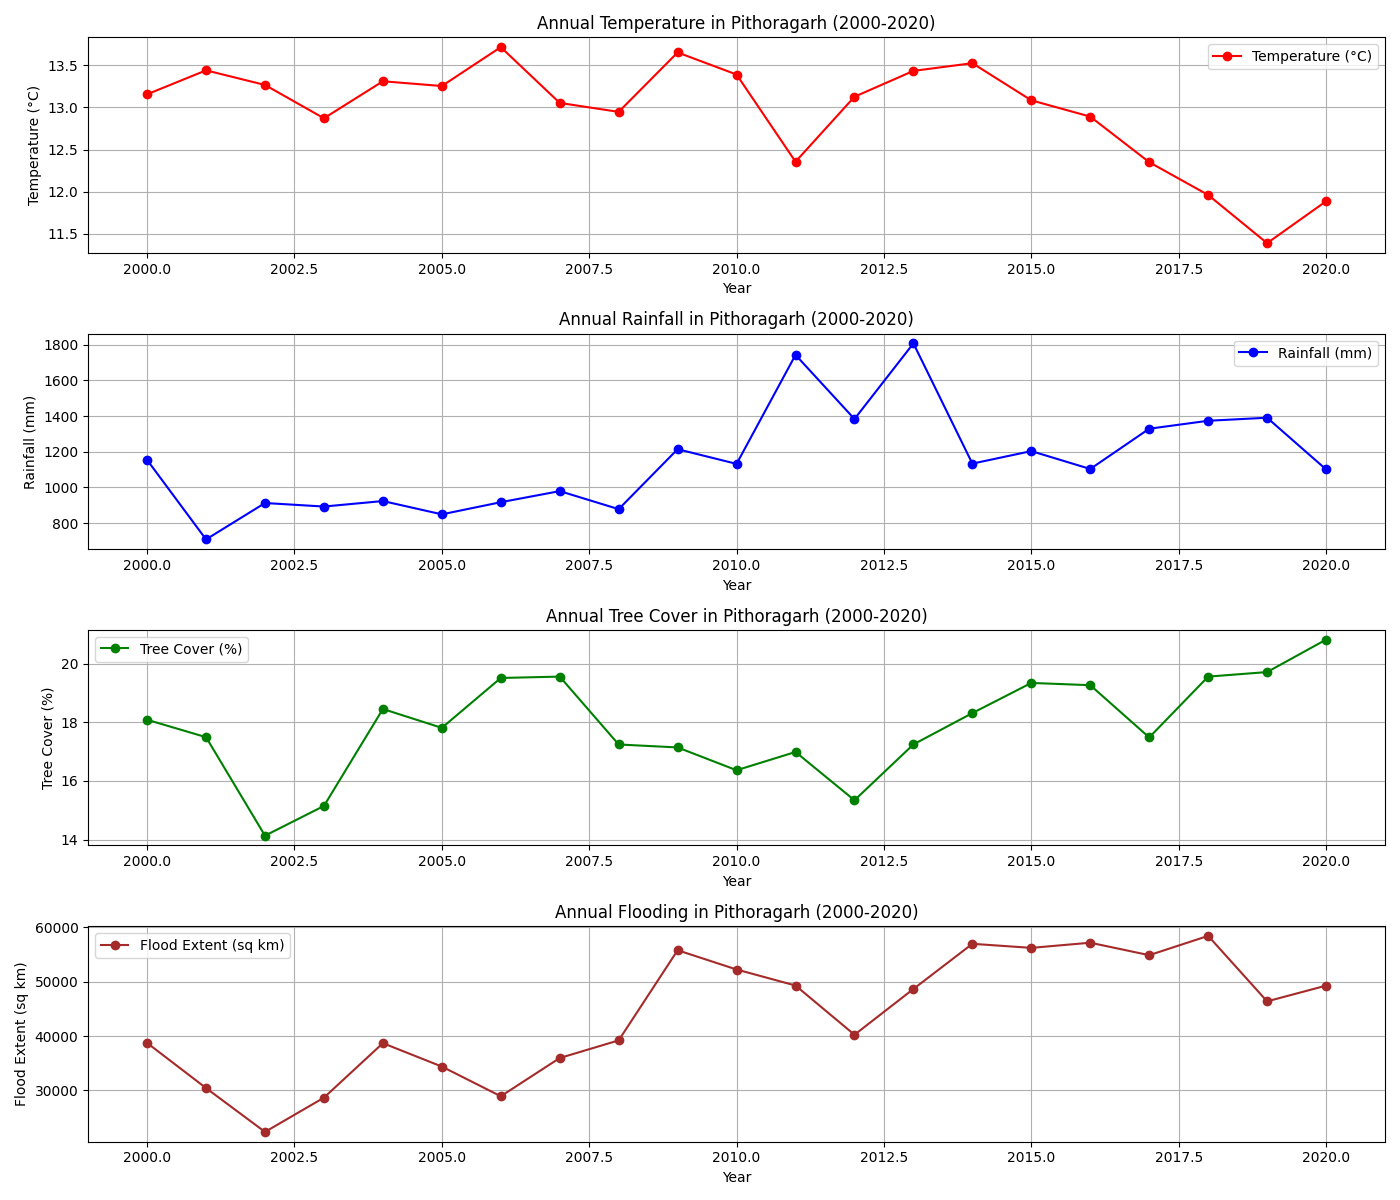 Annual Temperature in Pithoragarh (2000-2020)
Temperature (°C)
Temperature (°C)
13.5
13.0
12.5
12.0
11.5
2000.0 2002.5 2005.0 2007.5 2010.0 2012.5 2015.0 2017.5 2020.0
Year
Annual Rainfall in Pithoragarh (2000-2020)
Rainfall (mm)
Rainfall (mm)
1800
1600
1400
1200
1000
800
2000.0 2002.5 2005.0 2007.5 2010.0 2012.5 2015.0 2017.5 2020.0
Year
Annual Tree Cover in Pithoragarh (2000-2020)
Tree Cover (%)
Tree Cover (%)
20
18
16
14
2000.0 2002.5 2005.0 2007.5 2010.0 2012.5 2015.0 2017.5 2020.0
Year
Annual Flooding in Pithoragarh (2000-2020)
Flood Extent (sq km)
Flood Extent (sq km)
60000
50000
40000
30000
2000.0 2002.5 2005.0 2007.5 2010.0 2012.5 2015.0 2017.5 2020.0
Year